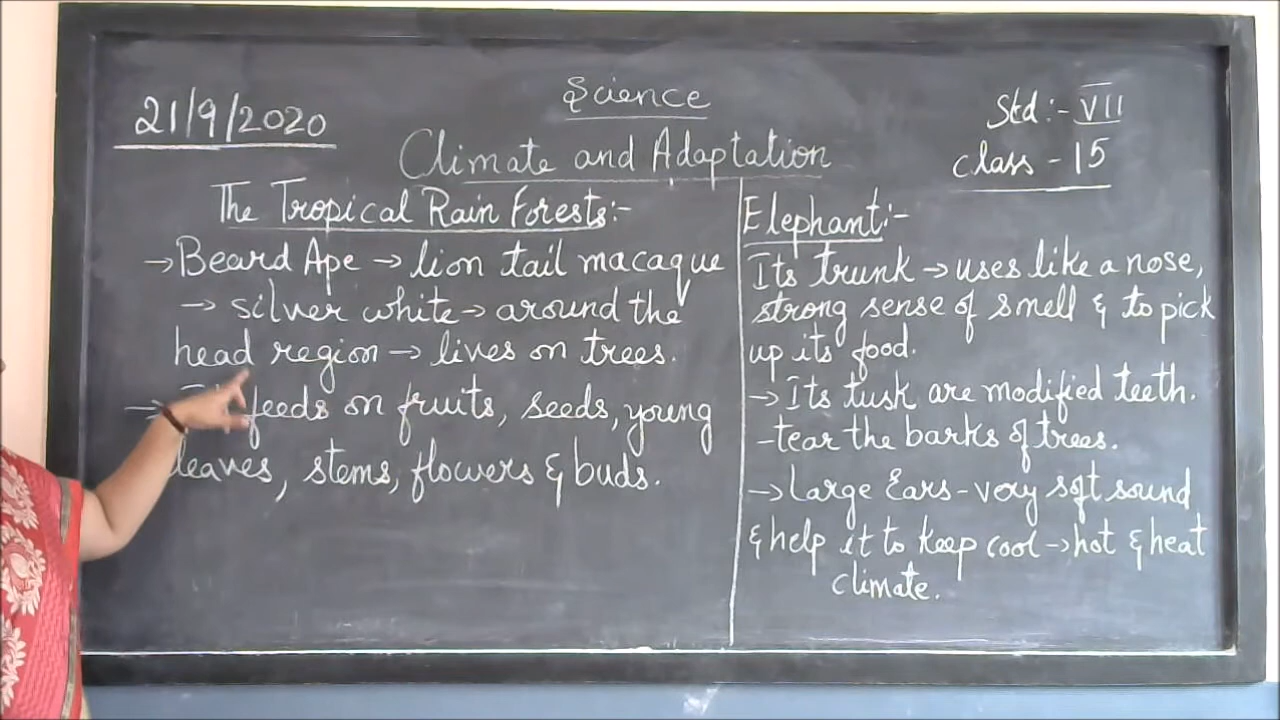 Science
21/9/2020
Std :- VII
Class - 15
Climate and Adaptation
The Tropical Rain Forests:-
→ Beard Ape → lion tail macaque
→ silver white → around the
head region → lives on trees.
→ feeds on fruits, seeds, young
leaves, stems, flowers & buds.
Elephant:-
Its trunk → uses like a nose,
strong sense of smell & to pick
up its food.
→ Its tusk are modified teeth.
- tear the barks of trees.
→ Large Ears - very soft sound
& help it to keep cool → hot & heat
climate.